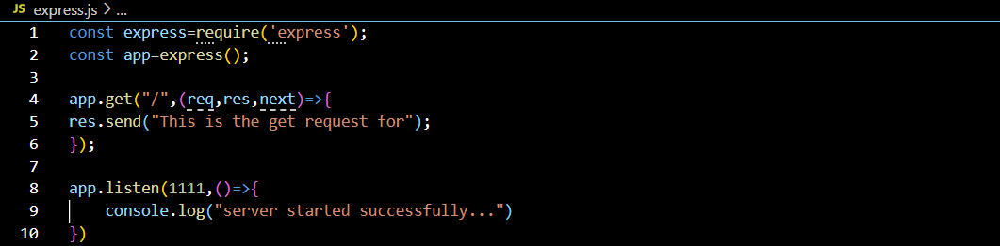 JS express.js > ...
1 const express=require('express');
2 const app=express();
3
4 app.get("/",(req,res,next)=>{
5 res.send("This is the get request for");
6 });
7
8 app.listen(1111,()=>{
9     console.log("server started successfully...")
10 })